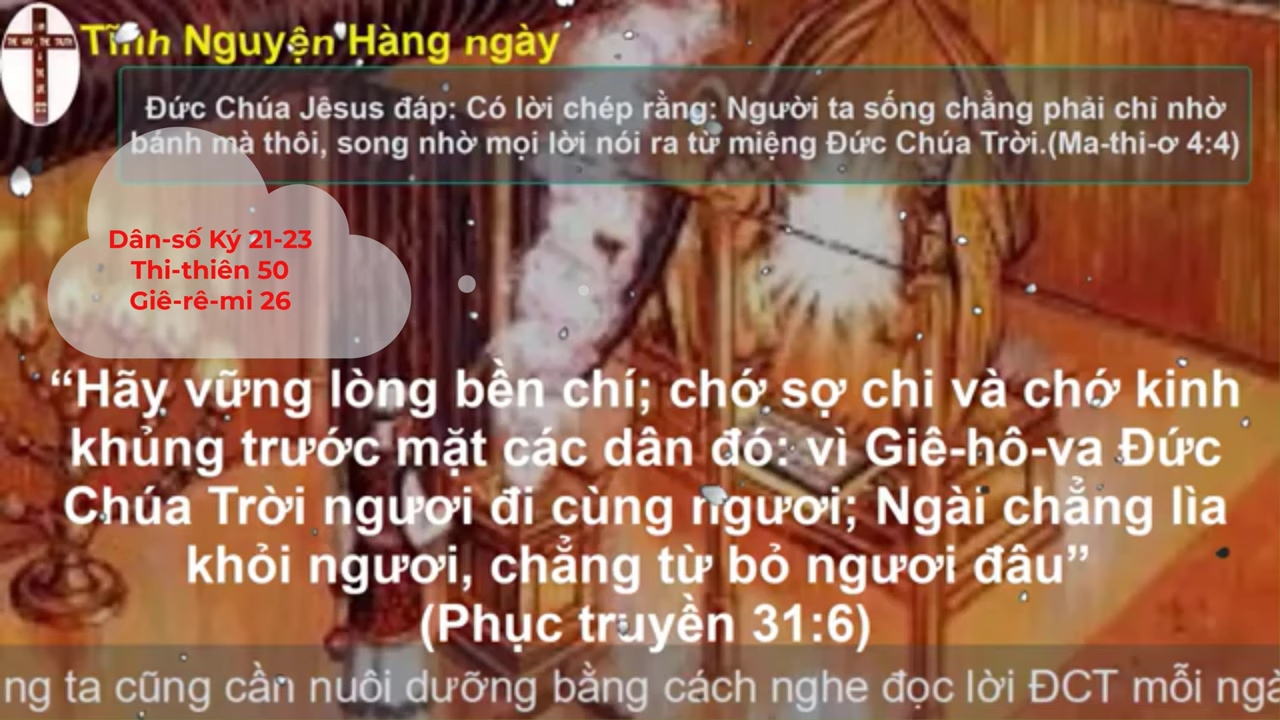 Tĩnh Nguyện Hàng ngày
Đức Chúa Jêsus đáp: Có lời chép rằng: Người ta sống chẳng phải chỉ nhờ
bánh mà thôi, song nhờ mọi lời nói ra từ miệng Đức Chúa Trời.(Ma-thi-ơ 4:4)
Dân-số Ký 21-23
Thi-thiên 50
Giê-rê-mi 26
“Hãy vững lòng bền chí; chớ sợ chi và chớ kinh
khủng trước mặt các dân đó: vì Giê-hô-va Đức
Chúa Trời ngươi đi cùng ngươi; Ngài chẳng lìa
khỏi ngươi, chẳng từ bỏ ngươi đâu”
(Phục truyền 31:6)
ng ta cũng cần nuôi dưỡng bằng cách nghe đọc lời ĐCT mỗi ngà